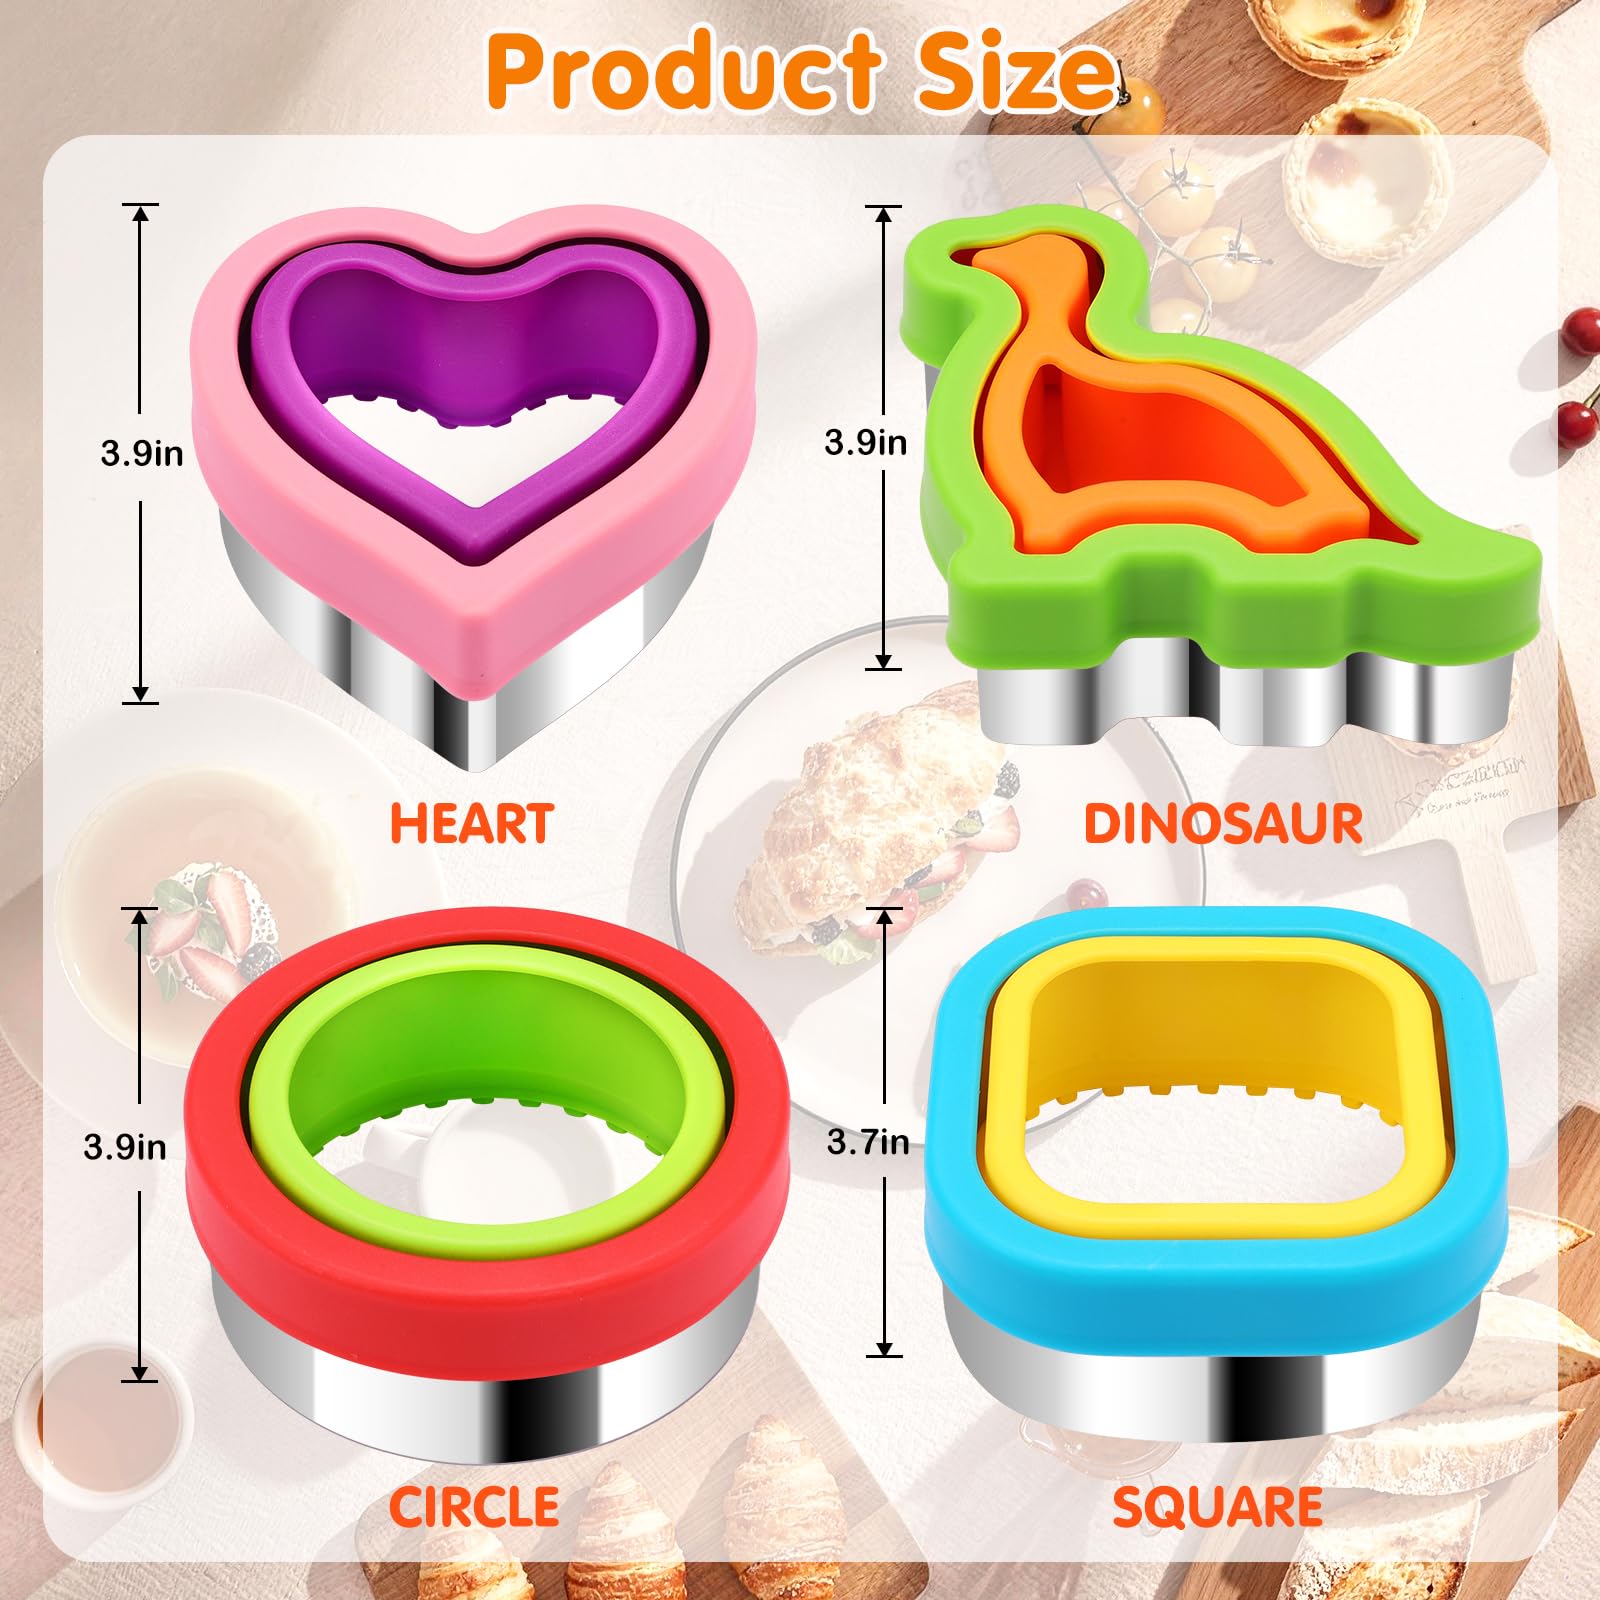 Product Size
3.9in
3.9in
HEART
DINOSAUR
3.9in
3.7in
CIRCLE
SQUARE